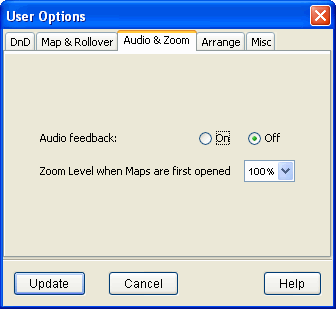 User Options
DnD Map & Rollover Audio & Zoom Arrange Misc
Audio feedback: On Off
Zoom Level when Maps are first opened 100%
Update Cancel Help